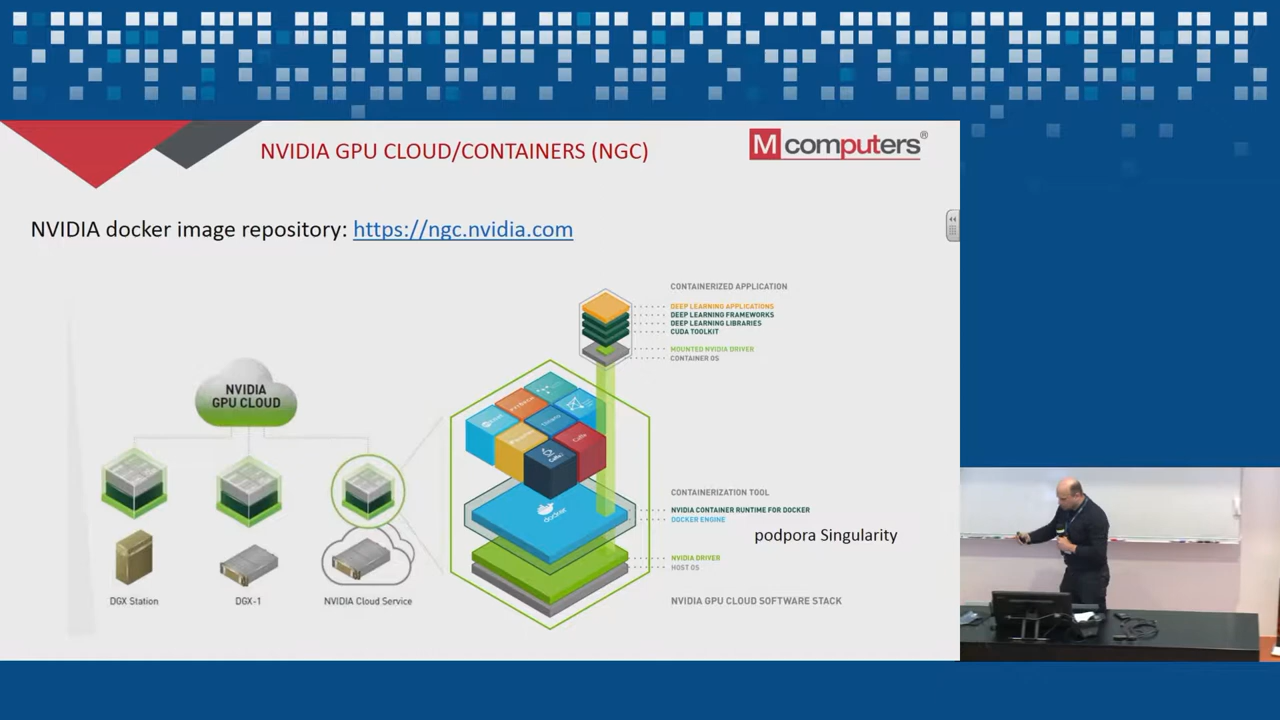 NVIDIA GPU CLOUD/CONTAINERS (NGC)
M computers®
NVIDIA docker image repository: https://ngc.nvidia.com
CONTAINERIZED APPLICATION
DEEP LEARNING APPLICATIONS
DEEP LEARNING FRAMEWORKS
DEEP LEARNING LIBRARIES
CUDA TOOLKIT
MOUNTED NVIDIA DRIVER
CONTAINER OS
NVIDIA
GPU CLOUD
docker
CONTAINERIZATION TOOL
NVIDIA CONTAINER RUNTIME FOR DOCKER
DOCKER ENGINE
podpora Singularity
NVIDIA DRIVER
HOST OS
DGX Station
DGX-1
NVIDIA Cloud Service
NVIDIA GPU CLOUD SOFTWARE STACK